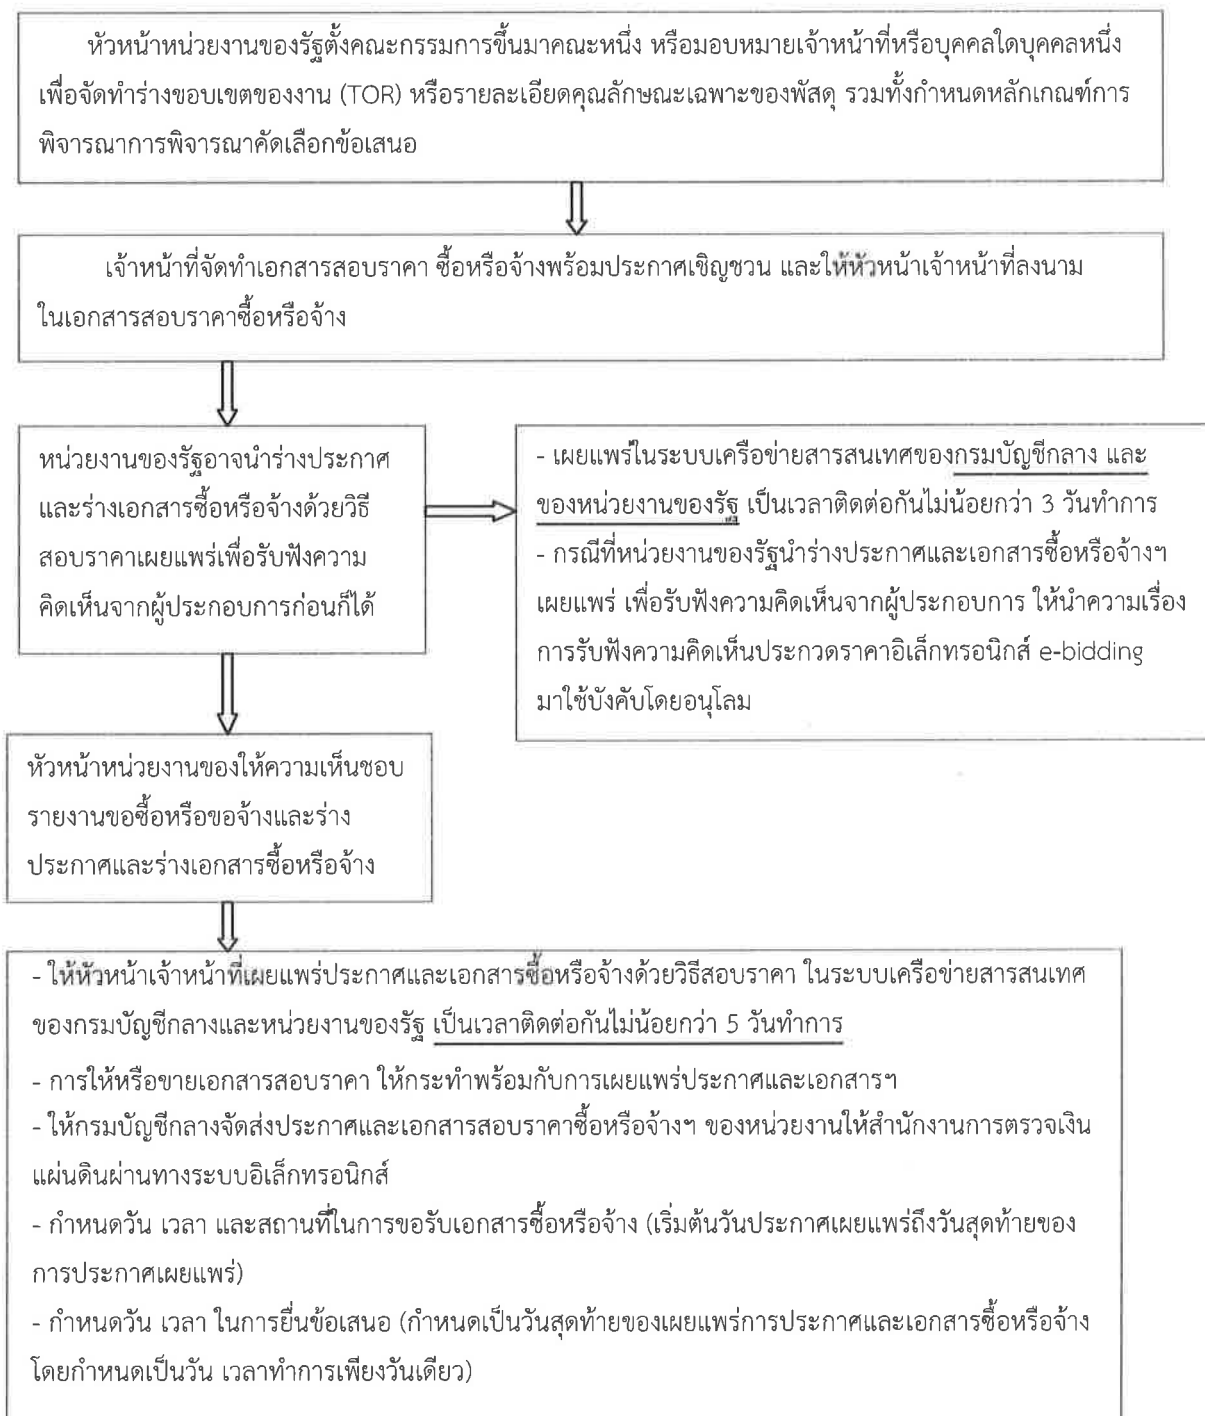 หัวหน้าหน่วยงานของรัฐตั้งคณะกรรมการขึ้นมาคณะหนึ่ง หรือมอบหมายเจ้าหน้าที่หรือบุคคลใดบุคคลหนึ่ง
เพื่อจัดทำร่างขอบเขตของงาน (TOR) หรือรายละเอียดคุณลักษณะเฉพาะของพัสดุ รวมทั้งกำหนดหลักเกณฑ์การ
พิจารณาการพิจารณาคัดเลือกข้อเสนอ
เจ้าหน้าที่จัดทำเอกสารสอบราคา ซื้อหรือจ้างพร้อมประกาศเชิญชวน และให้หัวหน้าเจ้าหน้าที่ลงนาม
ในเอกสารสอบราคาซื้อหรือจ้าง
หน่วยงานของรัฐอาจนำร่างประกาศ
และร่างเอกสารซื้อหรือจ้างด้วยวิธี
สอบราคาเผยแพร่เพื่อรับฟังความ
คิดเห็นจากผู้ประกอบการก่อนก็ได้
- เผยแพร่ในระบบเครือข่ายสารสนเทศของกรมบัญชีกลาง และ
ของหน่วยงานของรัฐ เป็นเวลาติดต่อกันไม่น้อยกว่า 3 วันทำการ
- กรณีที่หน่วยงานของรัฐนำร่างประกาศและเอกสารซื้อหรือจ้างฯ
เผยแพร่ เพื่อรับฟังความคิดเห็นจากผู้ประกอบการ ให้นำความเรื่อง
การรับฟังความคิดเห็นประกวดราคาอิเล็กทรอนิกส์ e-bidding
มาใช้บังคับโดยอนุโลม
หัวหน้าหน่วยงานของให้ความเห็นชอบ
รายงานขอซื้อหรือขอจ้างและร่าง
ประกาศและร่างเอกสารซื้อหรือจ้าง
- ให้หัวหน้าเจ้าหน้าที่เผยแพร่ประกาศและเอกสารซื้อหรือจ้างด้วยวิธีสอบราคา ในระบบเครือข่ายสารสนเทศ
ของกรมบัญชีกลางและหน่วยงานของรัฐ เป็นเวลาติดต่อกันไม่น้อยกว่า 5 วันทำการ
- การให้หรือขายเอกสารสอบราคา ให้กระทำพร้อมกับการเผยแพร่ประกาศและเอกสารฯ
- ให้กรมบัญชีกลางจัดส่งประกาศและเอกสารสอบราคาซื้อหรือจ้างฯ ของหน่วยงานให้สำนักงานการตรวจเงิน
แผ่นดินผ่านทางระบบอิเล็กทรอนิกส์
- กำหนดวัน เวลา และสถานที่ในการขอรับเอกสารซื้อหรือจ้าง (เริ่มต้นวันประกาศเผยแพร่ถึงวันสุดท้ายของ
การประกาศเผยแพร่)
- กำหนดวัน เวลา ในการยื่นข้อเสนอ (กำหนดเป็นวันสุดท้ายของเผยแพร่การประกาศและเอกสารซื้อหรือจ้าง
โดยกำหนดเป็นวัน เวลาทำการเพียงวันเดียว)